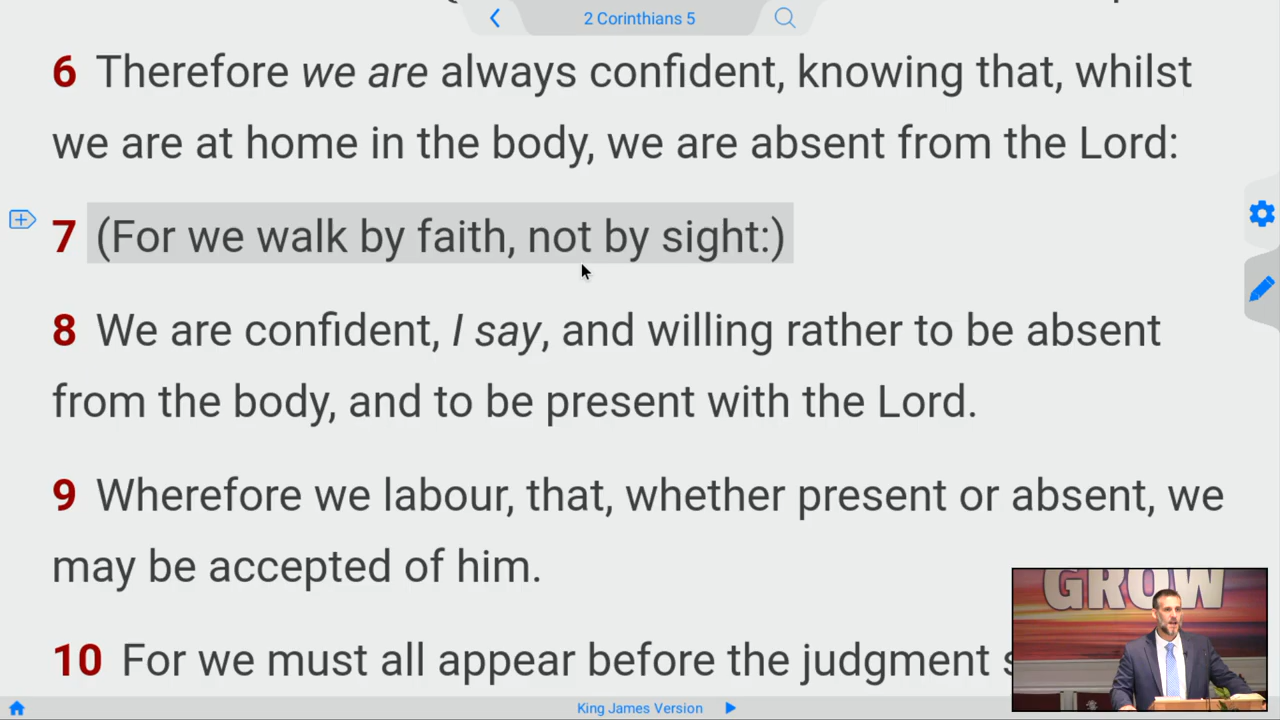 2 Corinthians 5
6 Therefore we are always confident, knowing that, whilst
we are at home in the body, we are absent from the Lord:
7 (For we walk by faith, not by sight:)
8 We are confident, I say, and willing rather to be absent
from the body, and to be present with the Lord.
9 Wherefore we labour, that, whether present or absent, we
may be accepted of him.
10 For we must all appear before the judgment
GROW
King James Version